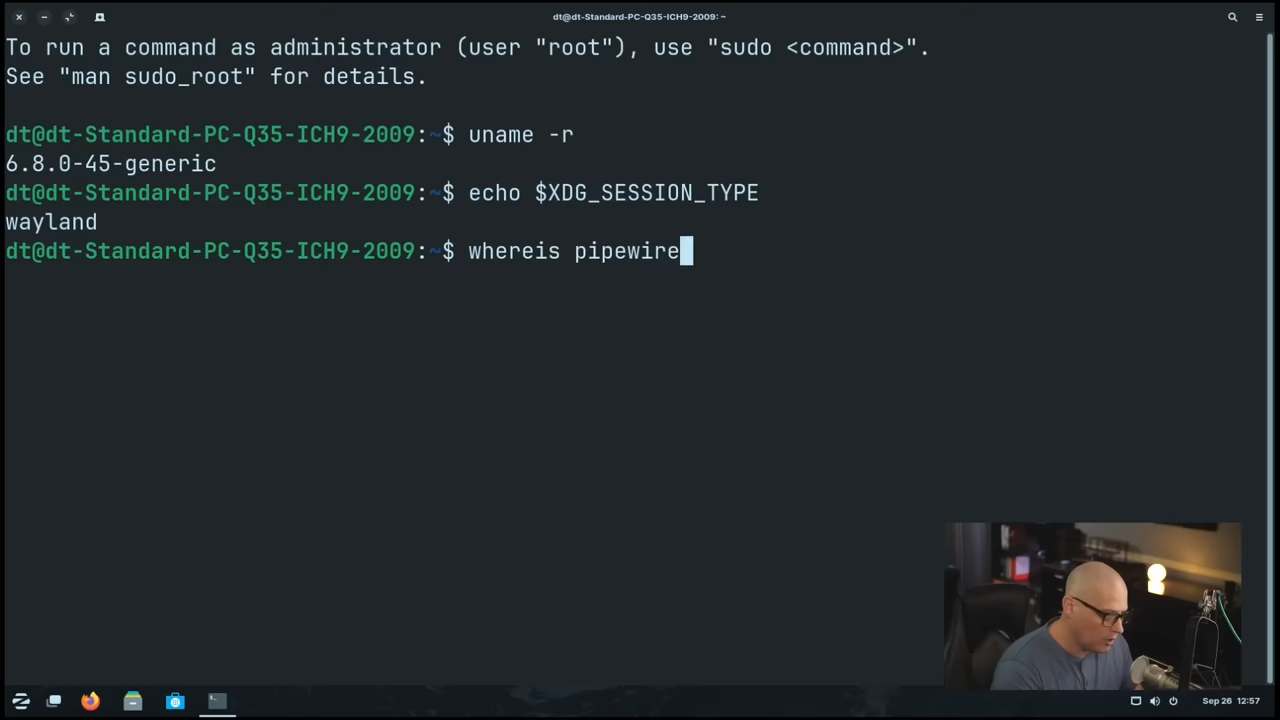 dt@dt-Standard-PC-Q35-ICH9-2009: ~
To run a command as administrator (user "root"), use "sudo <command>".
See "man sudo_root" for details.
dt@dt-Standard-PC-Q35-ICH9-2009:~$ uname -r
6.8.0-45-generic
dt@dt-Standard-PC-Q35-ICH9-2009:~$ echo $XDG_SESSION_TYPE
wayland
dt@dt-Standard-PC-Q35-ICH9-2009:~$ whereis pipewire
Sep 26 12:57